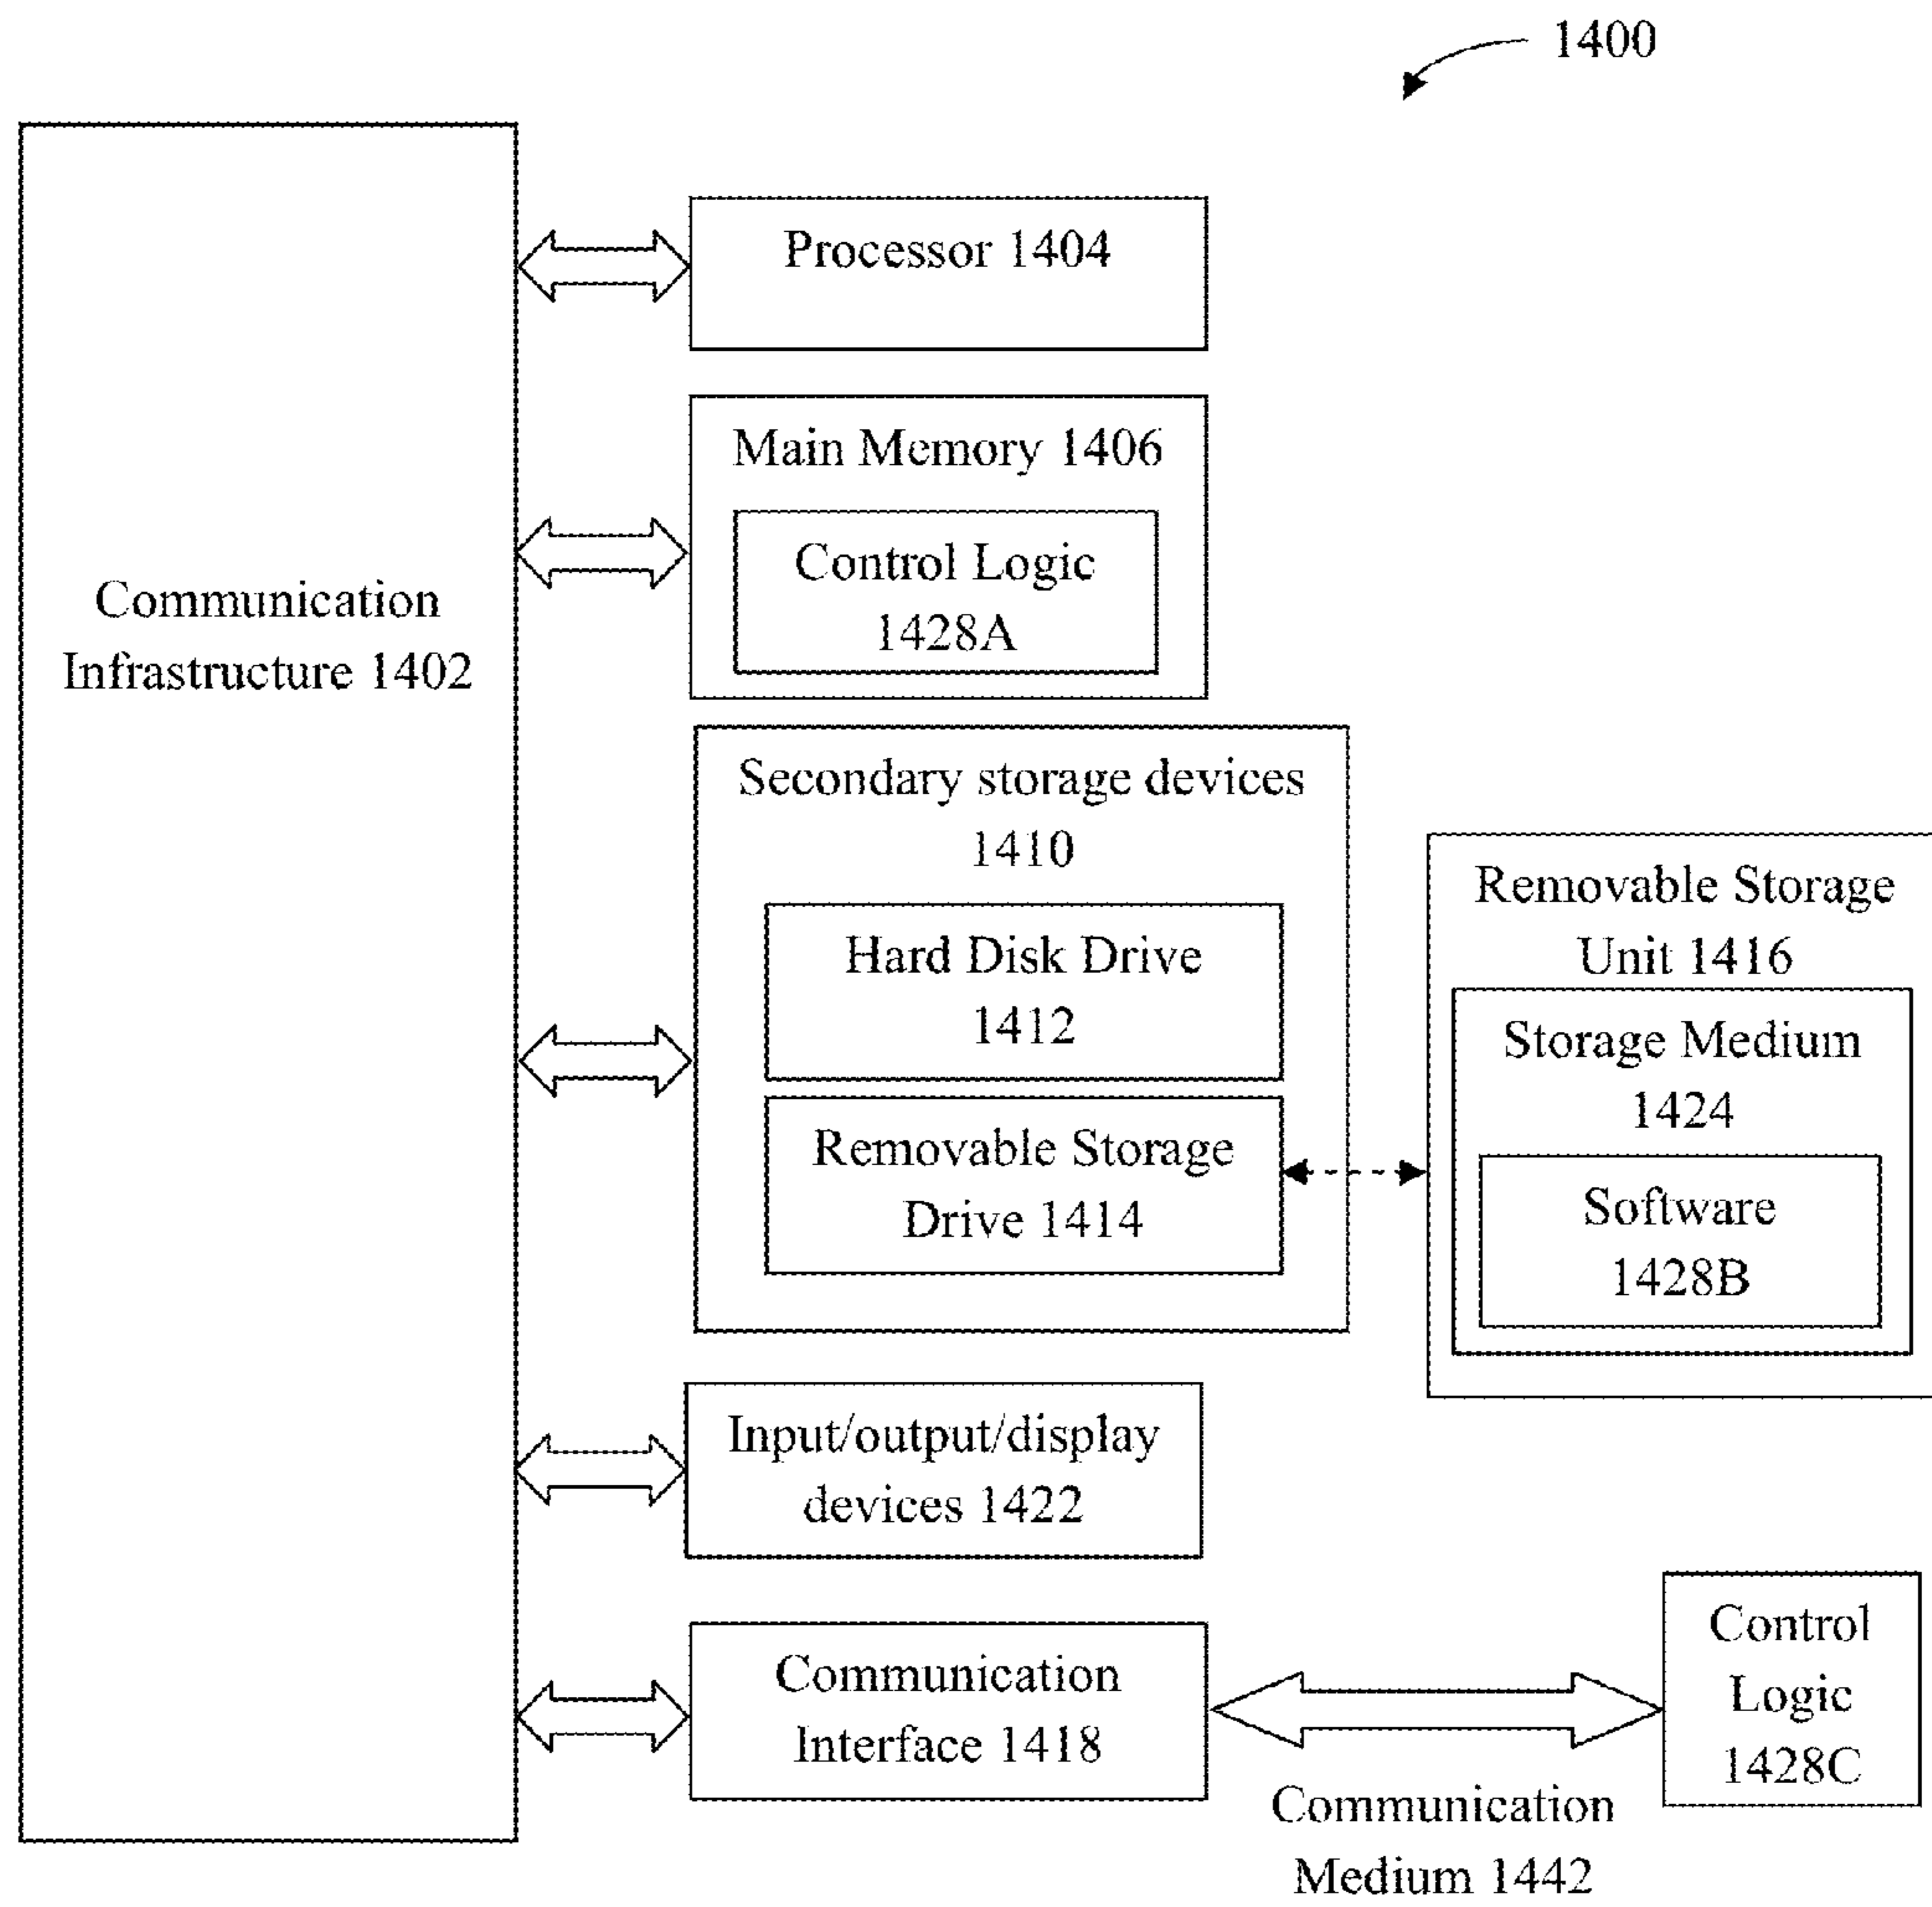 1400
Processor 1404
Main Memory 1406
Control Logic
1428A
Communication
Infrastructure 1402
Secondary storage devices
1410
Hard Disk Drive
1412
Removable Storage
Drive 1414
Removable Storage
Unit 1416
Storage Medium
1424
Software
1428B
Input/output/display
devices 1422
Communication
Interface 1418
Control
Logic
1428C
Communication
Medium 1442